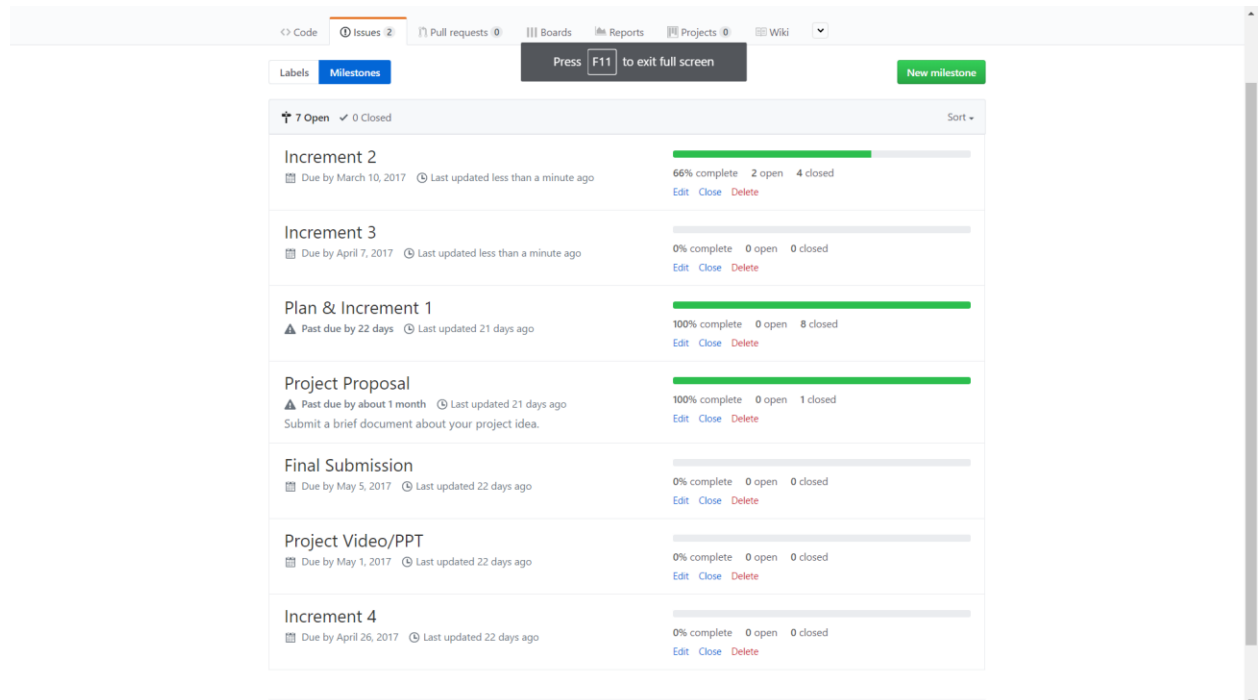 Code Issues 2 Pull requests 0 Boards Reports Projects 0 Wiki
Press F11 to exit full screen
Labels Milestones New milestone
7 Open 0 Closed Sort
Increment 2
Due by March 10, 2017 Last updated less than a minute ago
66% complete 2 open 4 closed
Edit Close Delete
Increment 3
Due by April 7, 2017 Last updated less than a minute ago
0% complete 0 open 0 closed
Edit Close Delete
Plan & Increment 1
Past due by 22 days Last updated 21 days ago
100% complete 0 open 8 closed
Edit Close Delete
Project Proposal
Past due by about 1 month Last updated 21 days ago
Submit a brief document about your project idea.
100% complete 0 open 1 closed
Edit Close Delete
Final Submission
Due by May 5, 2017 Last updated 22 days ago
0% complete 0 open 0 closed
Edit Close Delete
Project Video/PPT
Due by May 1, 2017 Last updated 22 days ago
0% complete 0 open 0 closed
Edit Close Delete
Increment 4
Due by April 26, 2017 Last updated 22 days ago
0% complete 0 open 0 closed
Edit Close Delete